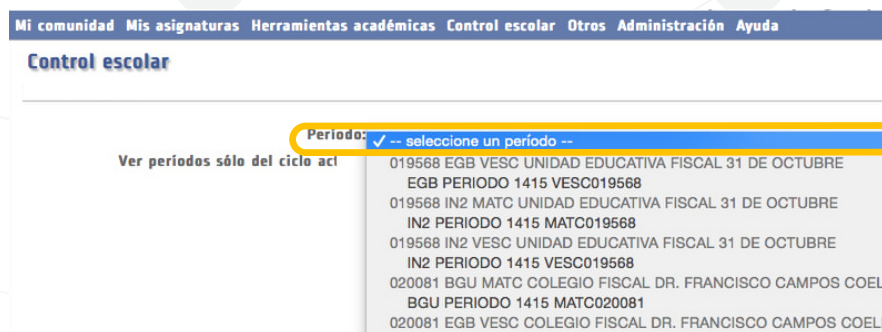 Mi comunidad Mis asignaturas Herramientas académicas Control escolar Otros Administración Ayuda
Control escolar
Periodo:
✓ -- seleccione un período --
Ver períodos sólo del ciclo act
019568 EGB VESC UNIDAD EDUCATIVA FISCAL 31 DE OCTUBRE
EGB PERIODO 1415 VESC019568
019568 IN2 MATC UNIDAD EDUCATIVA FISCAL 31 DE OCTUBRE
IN2 PERIODO 1415 MATC019568
019568 IN2 VESC UNIDAD EDUCATIVA FISCAL 31 DE OCTUBRE
IN2 PERIODO 1415 VESC019568
020081 BGU MATC COLEGIO FISCAL DR. FRANCISCO CAMPOS COEL
BGU PERIODO 1415 MATC020081
020081 EGB VESC COLEGIO FISCAL DR. FRANCISCO CAMPOS COEL